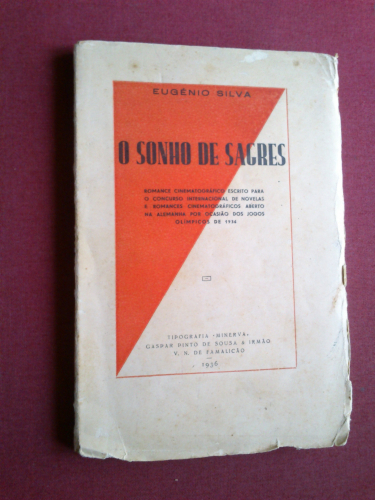 EUGÉNIO SILVA
O SONHO DE SAGRES
ROMANCE CINEMATOGRÁFICO ESCRITO PARA
O CONCURSO INTERNACIONAL DE NOVELAS
E ROMANCES CINEMATOGRÁFICOS ABERTO
NA ALEMANHA POR OCASIÃO DOS JOGOS
OLÍMPICOS DE 1936
TIPOGRAFIA «MINERVA»
GASPAR PINTO DE SOUSA & IRMÃO
V. N. DE FAMALICÃO
1936